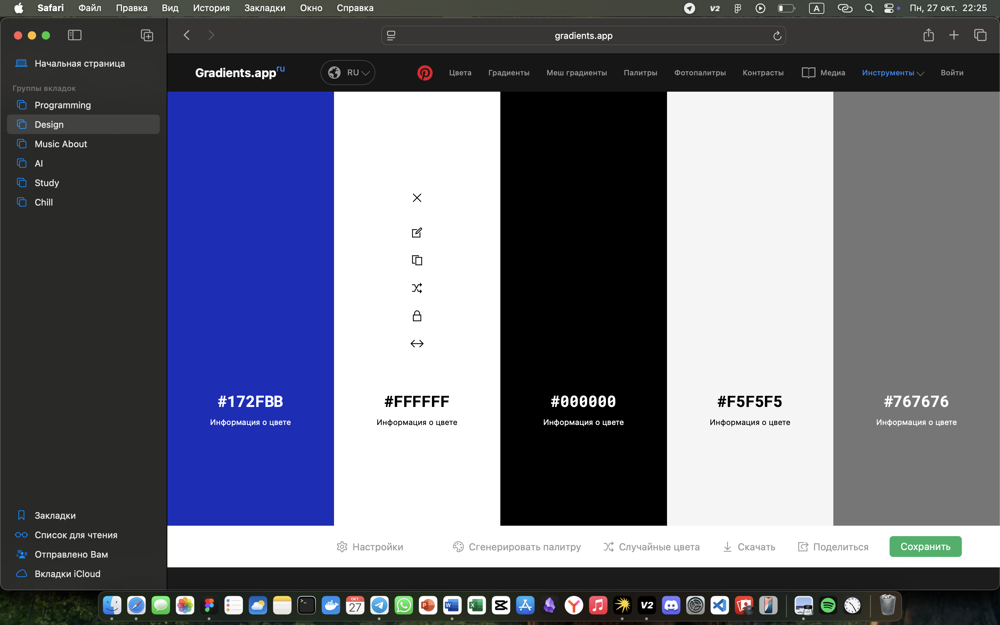 Safari Файл Правка Вид История Закладки Окно Справка V2 A Пн, 27 окт. 22:25
gradients.app
Начальная страница
Группы вкладок
Programming
Design
Music About
AI
Study
Chill
Закладки
Список для чтения
Отправлено Вам
Вкладки iCloud
Gradients.app ru RU Цвета Градиенты Меш градиенты Палитры Фотопалитры Контрасты Медиа Инструменты Войти
#172FBB #FFFFFF #000000 #F5F5F5 #767676
Информация о цвете Информация о цвете Информация о цвете Информация о цвете Информация о цвете
Настройки Сгенерировать палитру Случайные цвета Скачать Поделиться Сохранить
ОКТ.
27 P W X V2